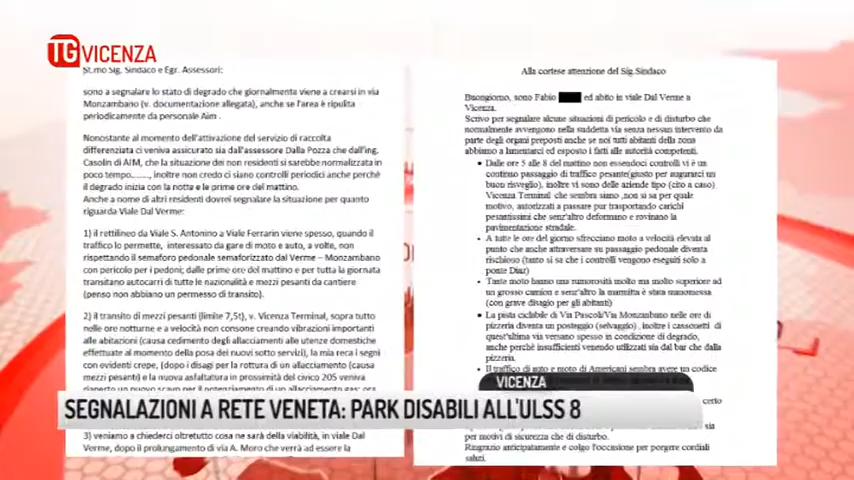 TG VICENZA
St.mo Sig. Sindaco e Egr. Assessori:
sono a segnalare lo stato di degrado che giornalmente viene a crearsi in via
Monzambano (v. documentazione allegata), anche se l'area è ripulita
periodicamente da personale Aim .
Nonostante al momento dell'attivazione del servizio di raccolta
differenziata ci veniva assicurato sia dall'assessore Dalla Pozza che dall'ing.
Casolin di AIM, che la situazione dei non residenti si sarebbe normalizzata in
poco tempo........, inoltre non credo ci siano controlli periodici anche perchè
il degrado inizia con la notte e le prime ore del mattino.
Anche a nome di altri residenti dovrei segnalare la situazione per quanto
riguarda Viale Dal Verme:
1) il rettilineo da Viale S. Antonino a Viale Ferrarin viene spesso, quando il
traffico lo permette, interessato da gare di moto e auto, a volte, non
rispettando il semaforo pedonale semaforizzato dal Verme – Monzambano
con pericolo per i pedoni; dalle prime ore del mattino e per tutta la giornata
transitano autocarri di tutte le nazionalità e mezzi pesanti da cantiere
(penso non abbiano un permesso di transito).
2) il transito di mezzi pesanti (limite 7,5t), v. Vicenza Terminal, sopra tutto
nelle ore notturne e a velocità non consone creando vibrazioni importanti
alle abitazioni (causa cedimento degli allacciamenti alle utenze domestiche
effettuate al momento della posa dei nuovi sotto servizi), la mia reca i segni
con evidenti crepe, (dopo i disagi per la rottura di un allacciamento (causa
mezzi pesanti) e la nuova asfaltatura in prossimità del civico 205 veniva
riaperto un nuovo scavo per il potenziamento di un allacciamento gas; ora
3) veniamo a chiederci oltretutto cosa ne sarà della viabilità, in viale Dal
Verme, dopo il prolungamento di via A. Moro che verrà ad essere la
Alla cortese attenzione del Sig.Sindaco
Buongiorno, sono Fabio ed abito in viale Dal Verme a
Vicenza.
Scrivo per segnalare alcune situazioni di pericolo e di disturbo che
normalmente avvengono nella suddetta via senza nessun intervento da
parte degli organi preposti anche se noi tutti abitanti della zona
abbiamo a lamentarci ed esposto i fatti alle autorità competenti.
• Dalle ore 5 alle 8 del mattino non essendoci controlli vi è un
continuo passaggio di traffico pesante(giusto per augurarci un
buon risveglio), inoltre vi sono delle aziende tipo (cito a caso)
Vicenza Terminal che sembra siano ,non si sa per quale
motivo, autorizzati a passare pur trasportando carichi
pesantissimi che senz'altro deformano e rovinano la
pavimentazione stradale.
• A tutte le ore del giorno sfrecciano moto a velocità elevata al
punto che anche attraversare su passaggio pedonale diventa
rischioso (tanto si sa che i controlli vengono eseguiti solo a
ponte Diaz)
• Tante moto hanno una rumorosità molto ma molto superiore ad
un grosso camion e senz'altro la marmitta è stata manomessa
(con grave disagio per gli abitanti)
• La pista ciclabile di Via Pascoli/Via Monzambano nelle ore di
pizzeria diventa un posteggio (selvaggio) , inoltre i cassonetti di
quest'ultima via versano spesso in condizione di degrado,
anche perchè insufficienti venendo utilizzati sia dal bar che dalla
pizzeria.
• Il traffico di auto e moto di Americani sembra avere un codice
certo
sia
per motivi di sicurezza che di disturbo.
Ringrazio anticipatamente e colgo l'occasione per porgere cordiali
saluti.
VICENZA
SEGNALAZIONI A RETE VENETA: PARK DISABILI ALL'ULSS 8